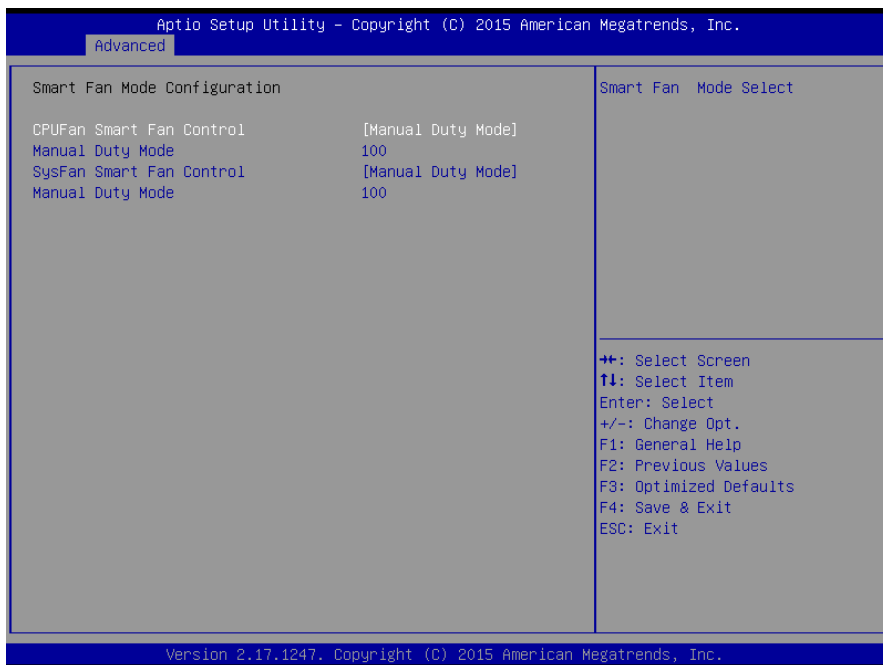 Aptio Setup Utility – Copyright (C) 2015 American Megatrends, Inc.
Advanced
Smart Fan Mode Configuration
CPUFan Smart Fan Control [Manual Duty Mode]
Manual Duty Mode 100
SysFan Smart Fan Control [Manual Duty Mode]
Manual Duty Mode 100
Smart Fan Mode Select
→←: Select Screen
↑↓: Select Item
Enter: Select
+/-: Change Opt.
F1: General Help
F2: Previous Values
F3: Optimized Defaults
F4: Save & Exit
ESC: Exit
Version 2.17.1247. Copyright (C) 2015 American Megatrends, Inc.